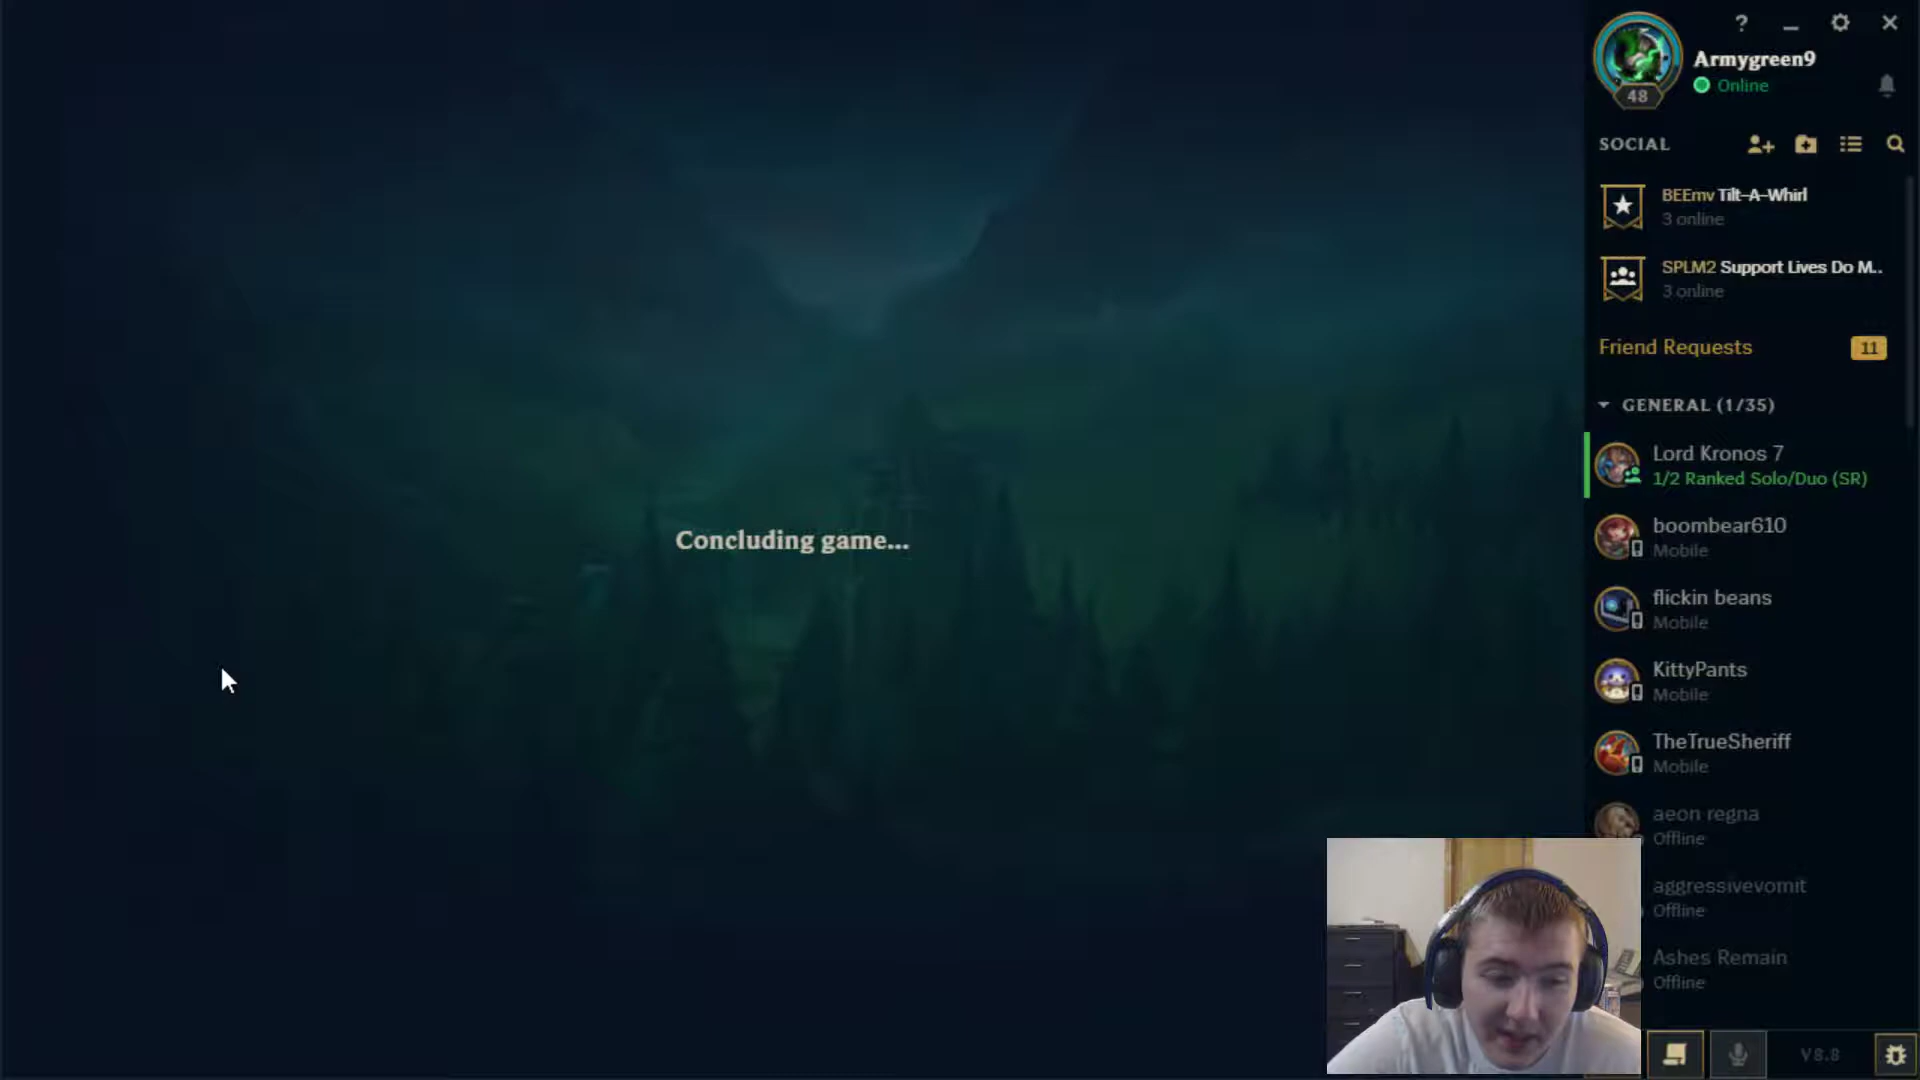 Armygreen9
Online
48
SOCIAL
BEEmv Tilt-A-Whirl
3 online
SPLM2 Support Lives Do M..
3 online
Friend Requests 11
GENERAL (1/35)
Lord Kronos 7
1/2 Ranked Solo/Duo (SR)
Concluding game...
boombear610
Mobile
flickin beans
Mobile
KittyPants
Mobile
TheTrueSheriff
Mobile
aeon regna
Offline
aggressivevomit
Offline
Ashes Remain
Offline
V8.8